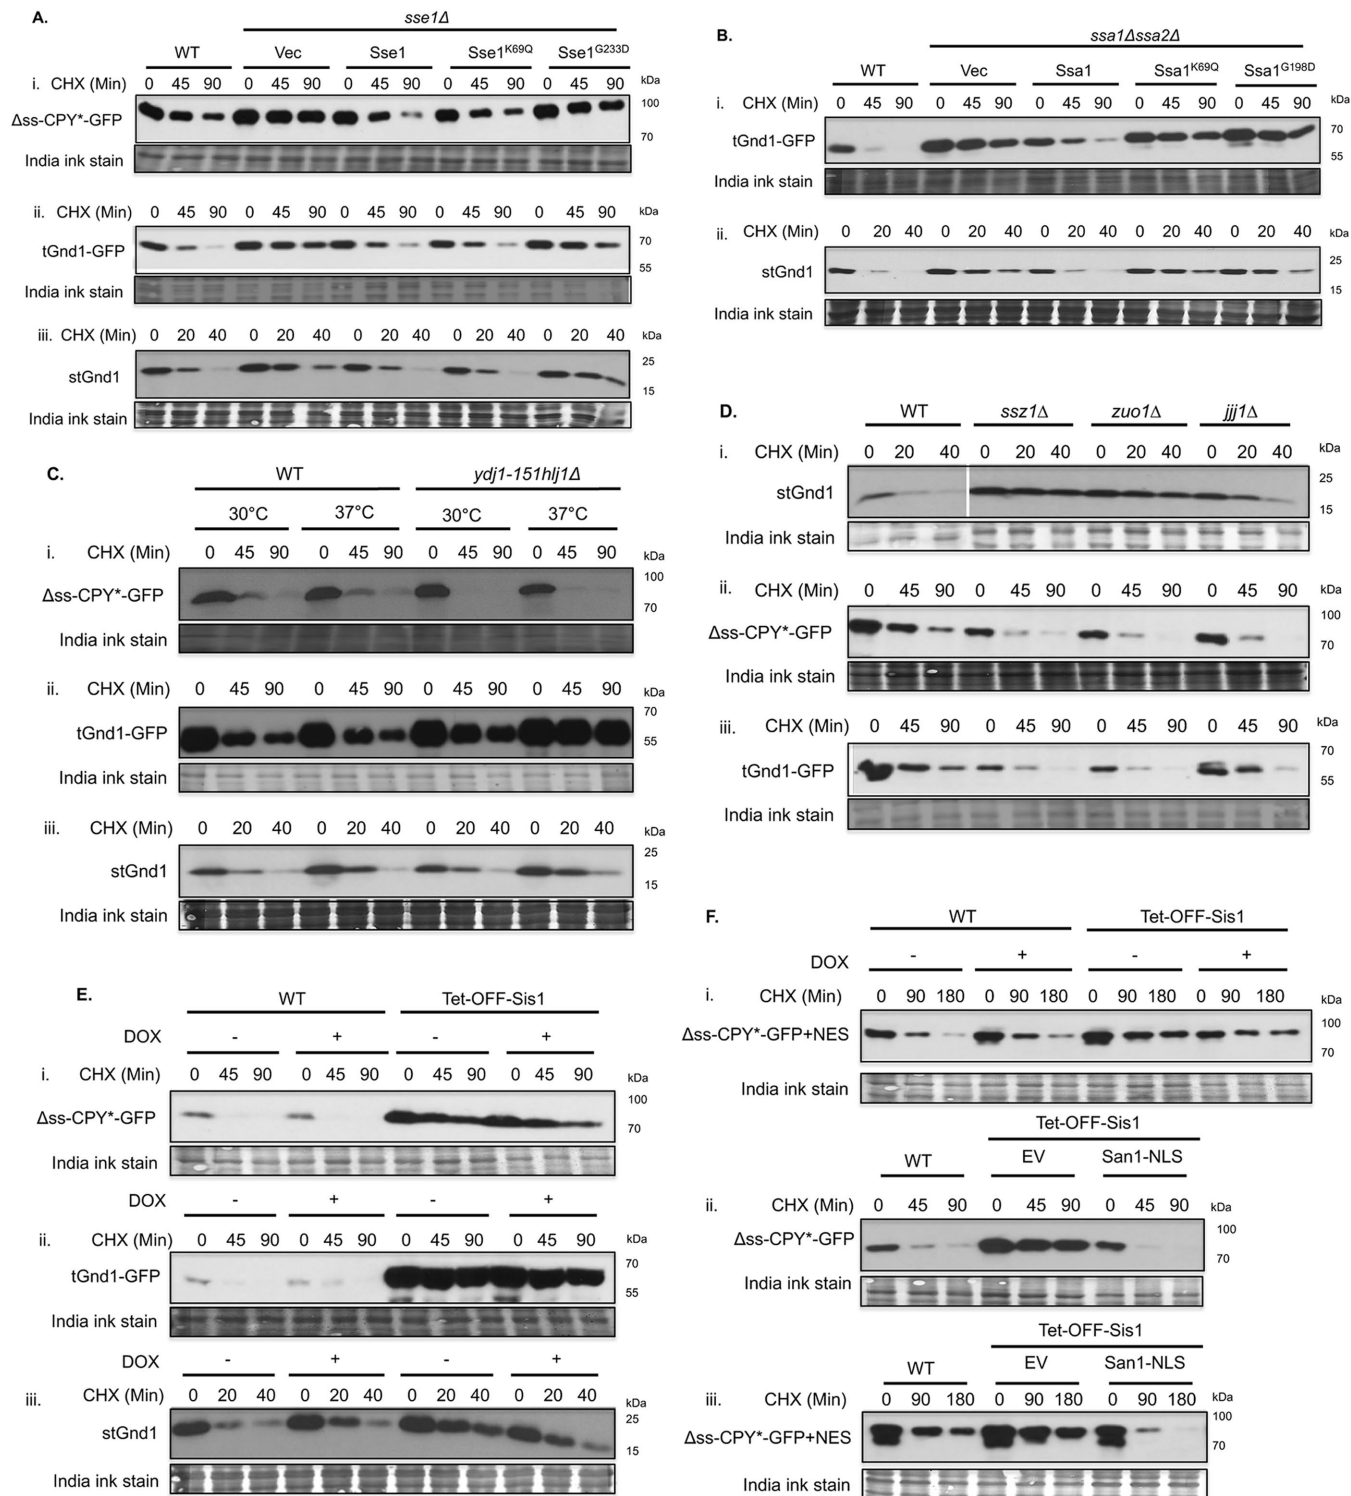 A.
sse1Δ
WT Vec Sse1 Sse1K69Q Sse1G233D
i. CHX (Min) 0 45 90 0 45 90 0 45 90 0 45 90 0 45 90 kDa
Δss-CPY*-GFP 100
70
India ink stain
ii. CHX (Min) 0 45 90 0 45 90 0 45 90 0 45 90 0 45 90 kDa
tGnd1-GFP 70
55
India ink stain
iii. CHX (Min) 0 20 40 0 20 40 0 20 40 0 20 40 0 20 40 kDa
stGnd1 25
15
India ink stain
B.
ssa1Δssa2Δ
WT Vec Ssa1 Ssa1K69Q Ssa1G198D
i. CHX (Min) 0 45 90 0 45 90 0 45 90 0 45 90 0 45 90 kDa
tGnd1-GFP 70
55
India ink stain
ii. CHX (Min) 0 20 40 0 20 40 0 20 40 0 20 40 0 20 40 kDa
stGnd1 25
15
India ink stain
C.
WT ydj1-151hlj1Δ
30°C 37°C 30°C 37°C
i. CHX (Min) 0 45 90 0 45 90 0 45 90 0 45 90 kDa
Δss-CPY*-GFP 100
70
India ink stain
ii. CHX (Min) 0 45 90 0 45 90 0 45 90 0 45 90 kDa
tGnd1-GFP 70
55
India ink stain
iii. CHX (Min) 0 20 40 0 20 40 0 20 40 0 20 40 kDa
stGnd1 25
15
India ink stain
D.
WT ssz1Δ zuo1Δ jjj1Δ
i. CHX (Min) 0 20 40 0 20 40 0 20 40 0 20 40 kDa
stGnd1 25
15
India ink stain
ii. CHX (Min) 0 45 90 0 45 90 0 45 90 0 45 90 kDa
Δss-CPY*-GFP 100
70
India ink stain
iii. CHX (Min) 0 45 90 0 45 90 0 45 90 0 45 90 kDa
tGnd1-GFP 70
55
India ink stain
E.
WT Tet-OFF-Sis1
DOX - + - +
i. CHX (Min) 0 45 90 0 45 90 0 45 90 0 45 90 kDa
Δss-CPY*-GFP 100
70
India ink stain
DOX - + - +
ii. CHX (Min) 0 45 90 0 45 90 0 45 90 0 45 90 kDa
tGnd1-GFP 70
55
India ink stain
DOX - + - +
iii. CHX (Min) 0 20 40 0 20 40 0 20 40 0 20 40 kDa
stGnd1 25
15
India ink stain
F.
WT Tet-OFF-Sis1
DOX - + - +
i. CHX (Min) 0 90 180 0 90 180 0 90 180 0 90 180 kDa
Δss-CPY*-GFP+NES 100
70
India ink stain
Tet-OFF-Sis1
WT EV San1-NLS
ii. CHX (Min) 0 45 90 0 45 90 0 45 90 kDa
Δss-CPY*-GFP 100
70
India ink stain
Tet-OFF-Sis1
WT EV San1-NLS
iii. CHX (Min) 0 90 180 0 90 180 0 90 180 kDa
Δss-CPY*-GFP+NES 100
70
India ink stain